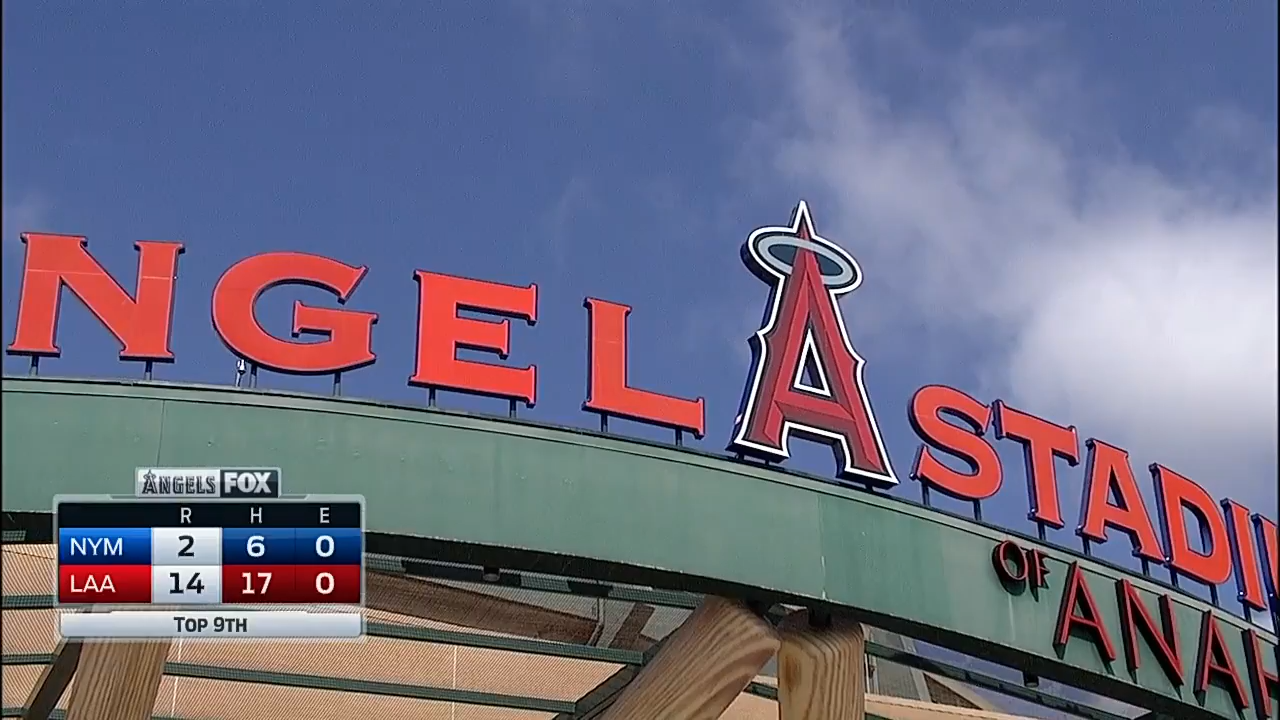 NGELASTADI
OF ANAH
ANGELS FOX
R H E
NYM 2 6 0
LAA 14 17 0
TOP 9TH